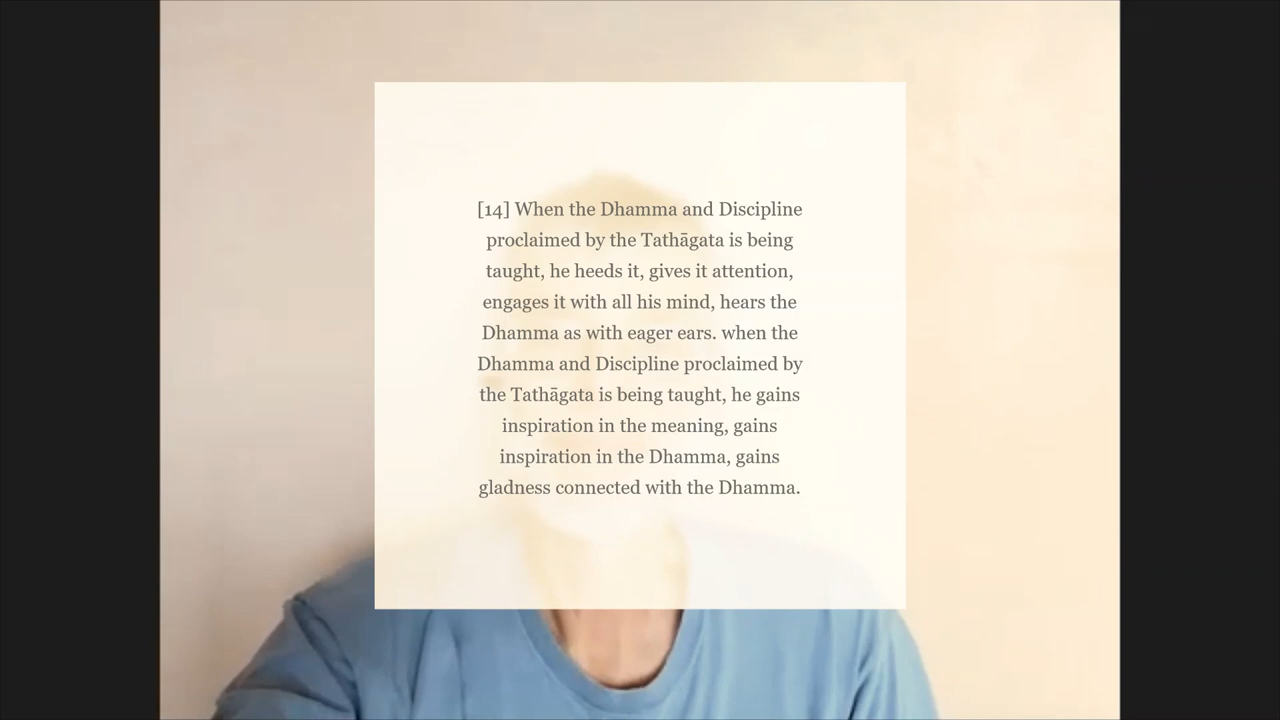 [14] When the Dhamma and Discipline
proclaimed by the Tathāgata is being
taught, he heeds it, gives it attention,
engages it with all his mind, hears the
Dhamma as with eager ears. when the
Dhamma and Discipline proclaimed by
the Tathāgata is being taught, he gains
inspiration in the meaning, gains
inspiration in the Dhamma, gains
gladness connected with the Dhamma.